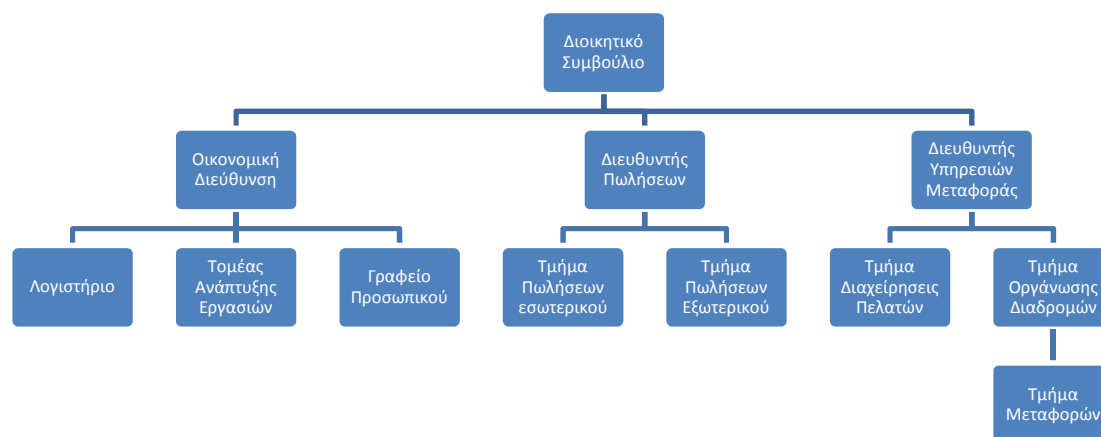 Διοικητικό
Συμβούλιο
Οικονομική
Διεύθυνση
Διευθυντής
Πωλήσεων
Διευθυντής
Υπηρεσιών
Μεταφοράς
Λογιστήριο
Τομέας
Ανάπτυξης
Εργασιών
Γραφείο
Προσωπικού
Τμήμα
Πωλήσεων
εσωτερικού
Τμήμα
Πωλήσεων
Εξωτερικού
Τμήμα
Διαχείρησεις
Πελατών
Τμήμα
Οργάνωσης
Διαδρομών
Τμήμα
Μεταφορών